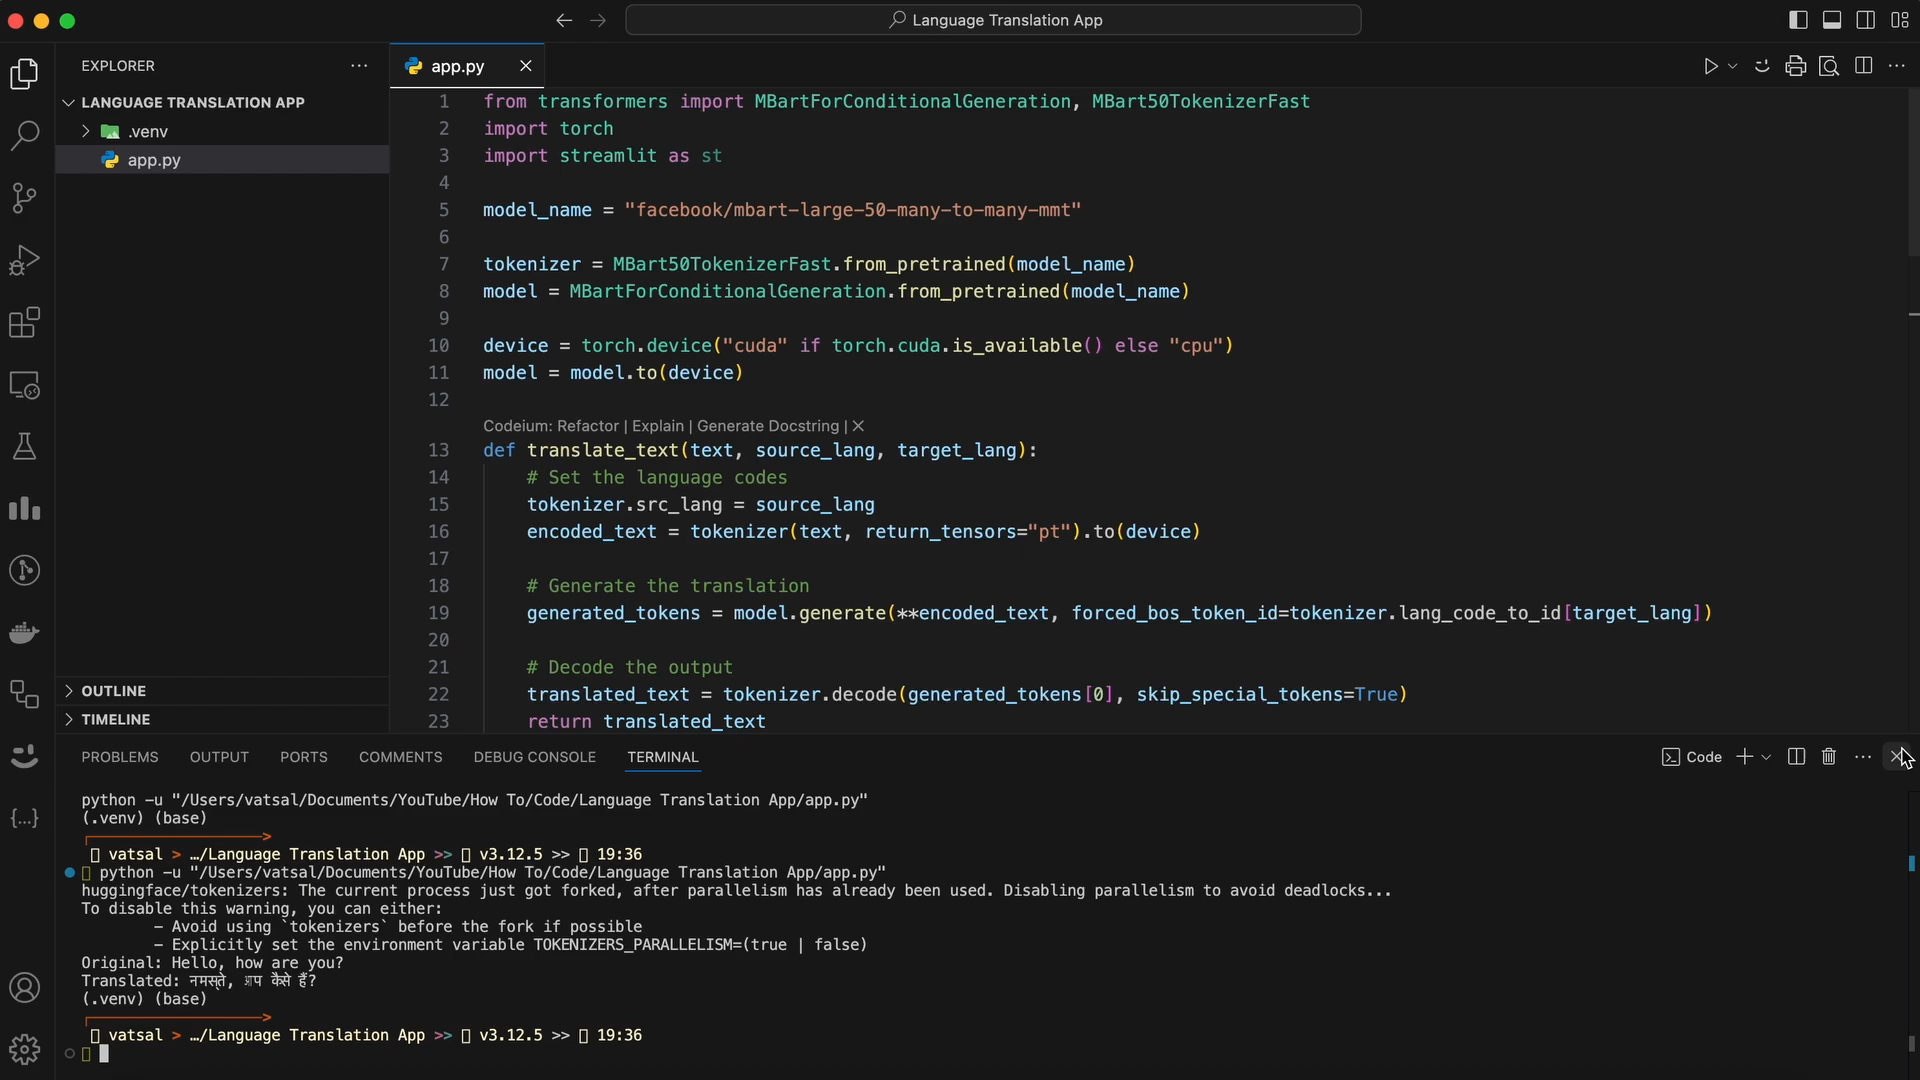 Language Translation App
EXPLORER
LANGUAGE TRANSLATION APP
.venv
app.py
OUTLINE
TIMELINE
app.py
1 from transformers import MBartForConditionalGeneration, MBart50TokenizerFast
2 import torch
3 import streamlit as st
4
5 model_name = "facebook/mbart-large-50-many-to-many-mmt"
6
7 tokenizer = MBart50TokenizerFast.from_pretrained(model_name)
8 model = MBartForConditionalGeneration.from_pretrained(model_name)
9
10 device = torch.device("cuda" if torch.cuda.is_available() else "cpu")
11 model = model.to(device)
12
Codeium: Refactor | Explain | Generate Docstring | X
13 def translate_text(text, source_lang, target_lang):
14 # Set the language codes
15 tokenizer.src_lang = source_lang
16 encoded_text = tokenizer(text, return_tensors="pt").to(device)
17
18 # Generate the translation
19 generated_tokens = model.generate(**encoded_text, forced_bos_token_id=tokenizer.lang_code_to_id[target_lang])
20
21 # Decode the output
22 translated_text = tokenizer.decode(generated_tokens[0], skip_special_tokens=True)
23 return translated_text
PROBLEMS OUTPUT PORTS COMMENTS DEBUG CONSOLE TERMINAL
Code
python -u "/Users/vatsal/Documents/YouTube/How To/Code/Language Translation App/app.py"
(.venv) (base)
vatsal > …/Language Translation App >> v3.12.5 >> 19:36
python -u "/Users/vatsal/Documents/YouTube/How To/Code/Language Translation App/app.py"
huggingface/tokenizers: The current process just got forked, after parallelism has already been used. Disabling parallelism to avoid deadlocks...
To disable this warning, you can either:
- Avoid using `tokenizers` before the fork if possible
- Explicitly set the environment variable TOKENIZERS_PARALLELISM=(true | false)
Original: Hello, how are you?
Translated: नमस्ते, आप कैसे हैं?
(.venv) (base)
vatsal > …/Language Translation App >> v3.12.5 >> 19:36